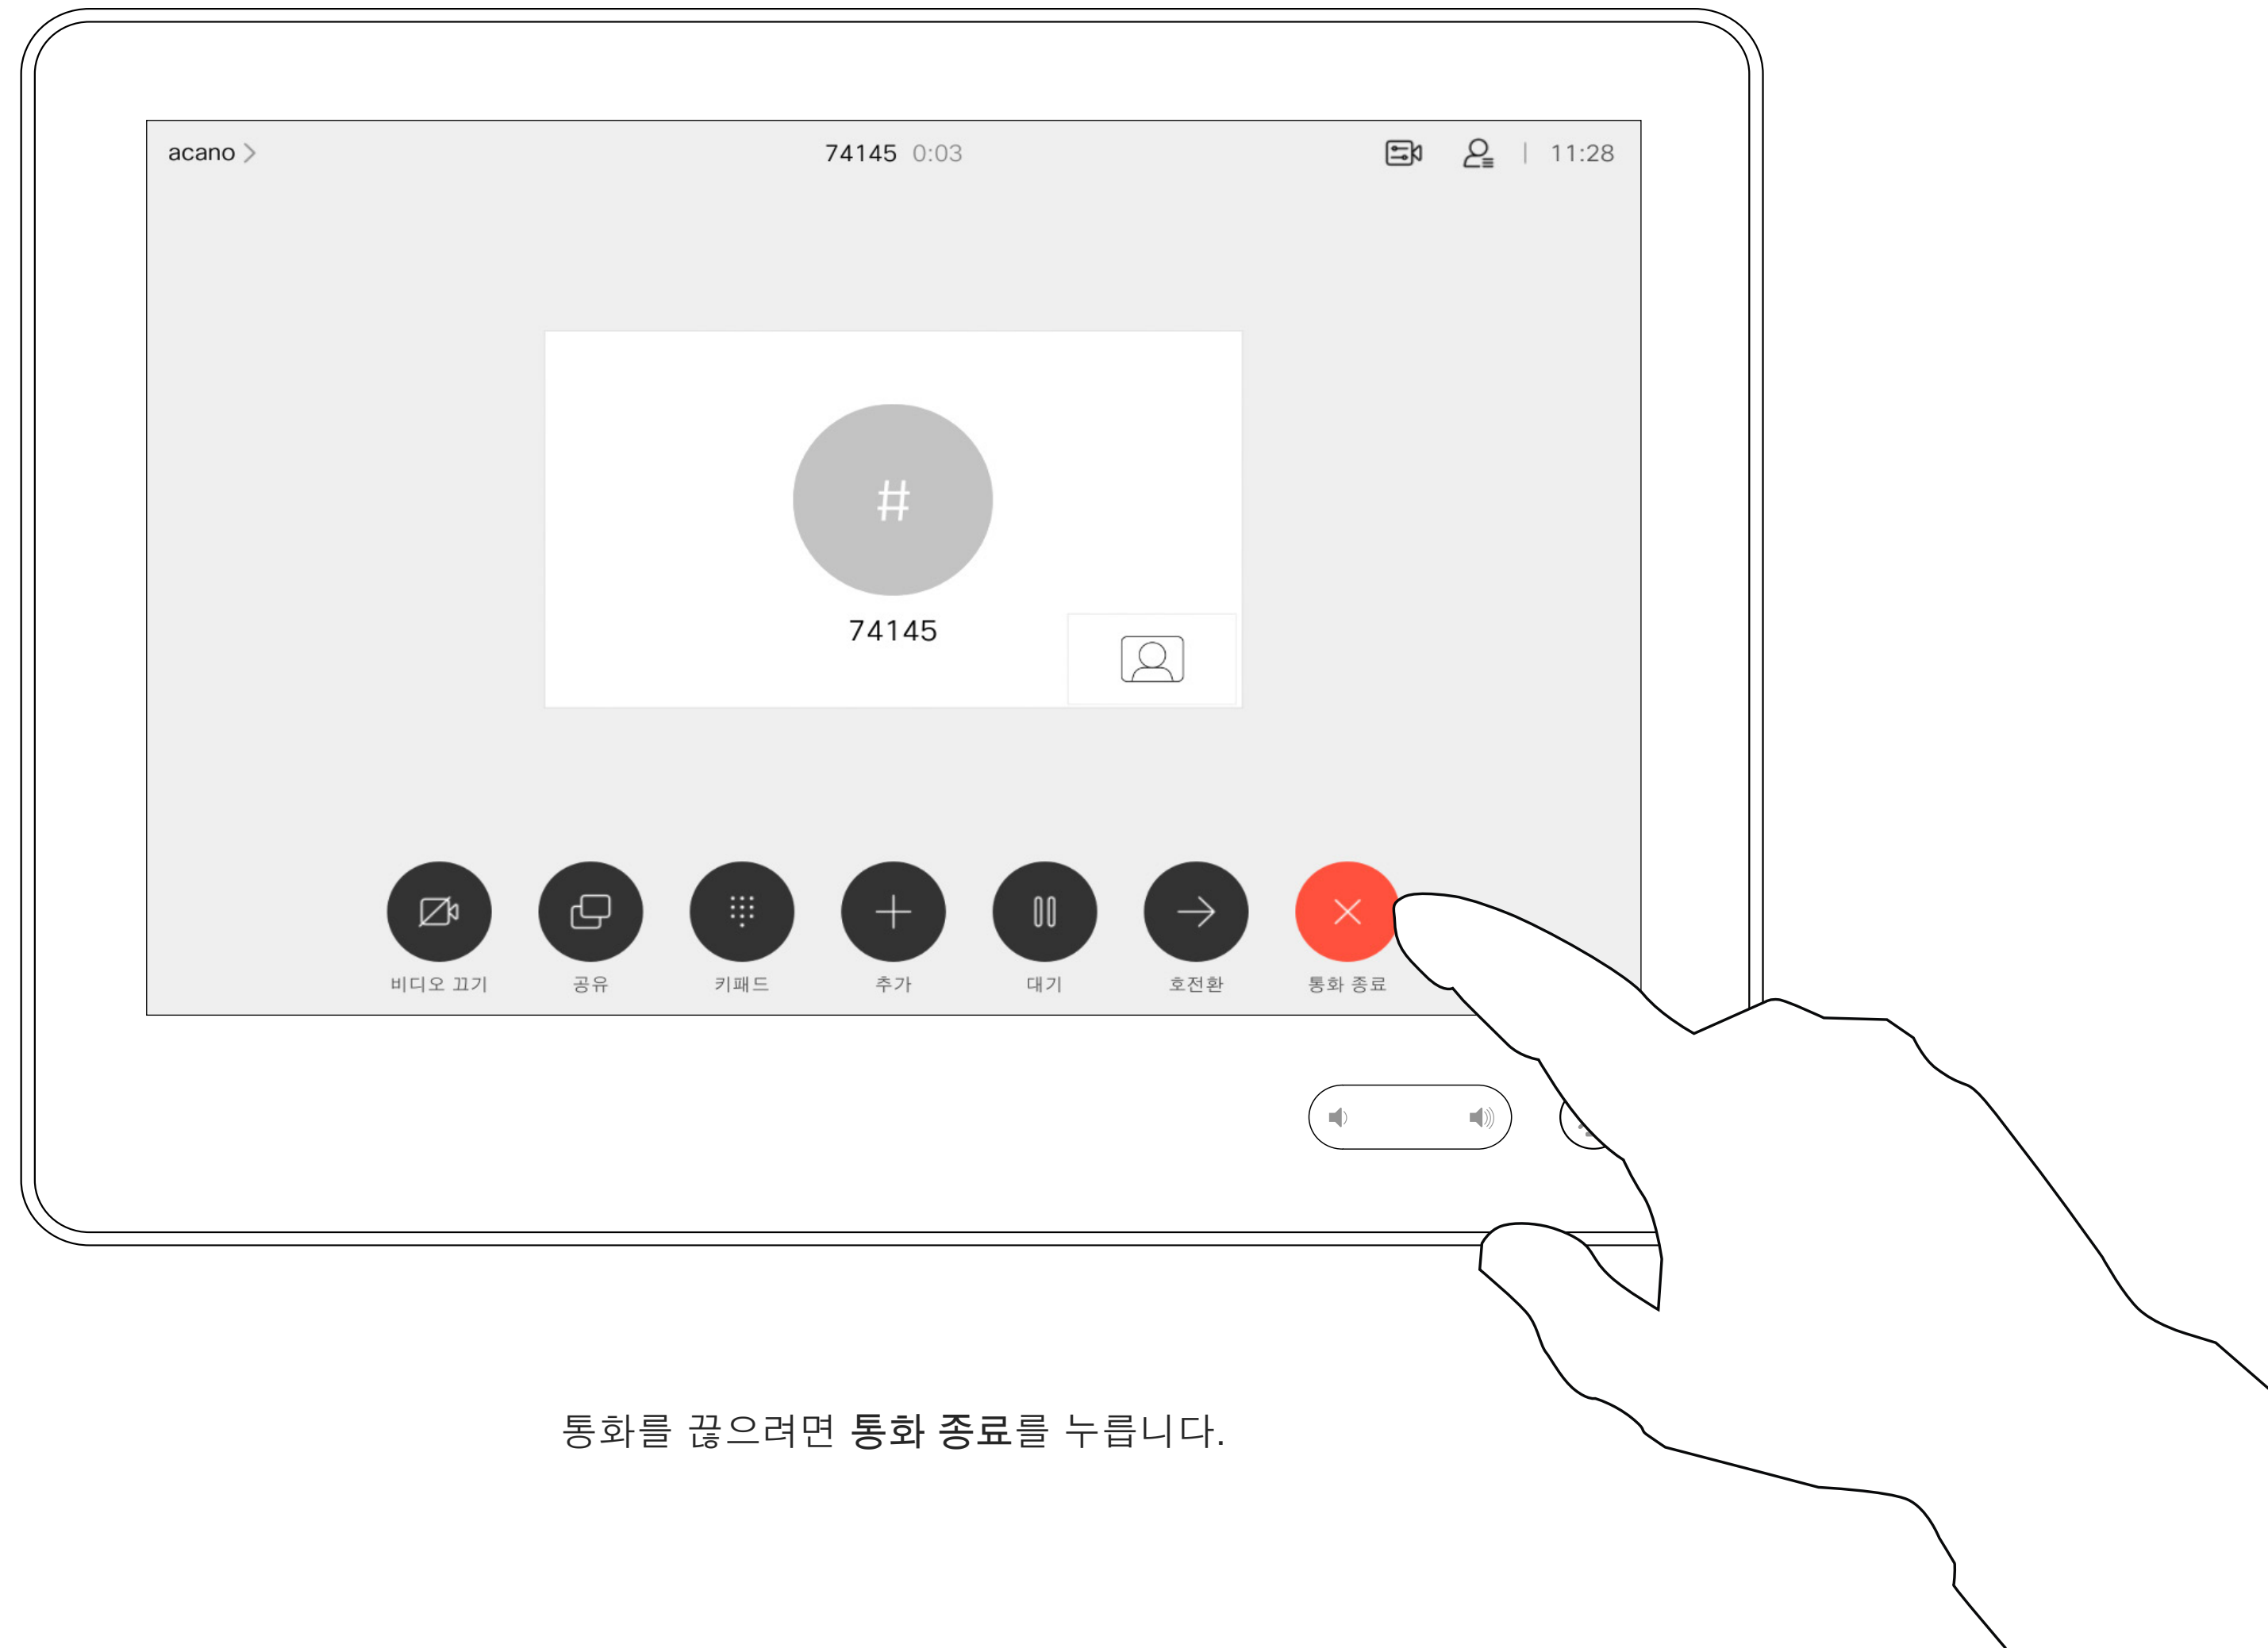 acano
74145 0:03
11:28
#
74145
비디오 끄기
공유
키패드
추가
대기
호전환
통화 종료
통화를 끊으려면 통화 종료를 누릅니다.